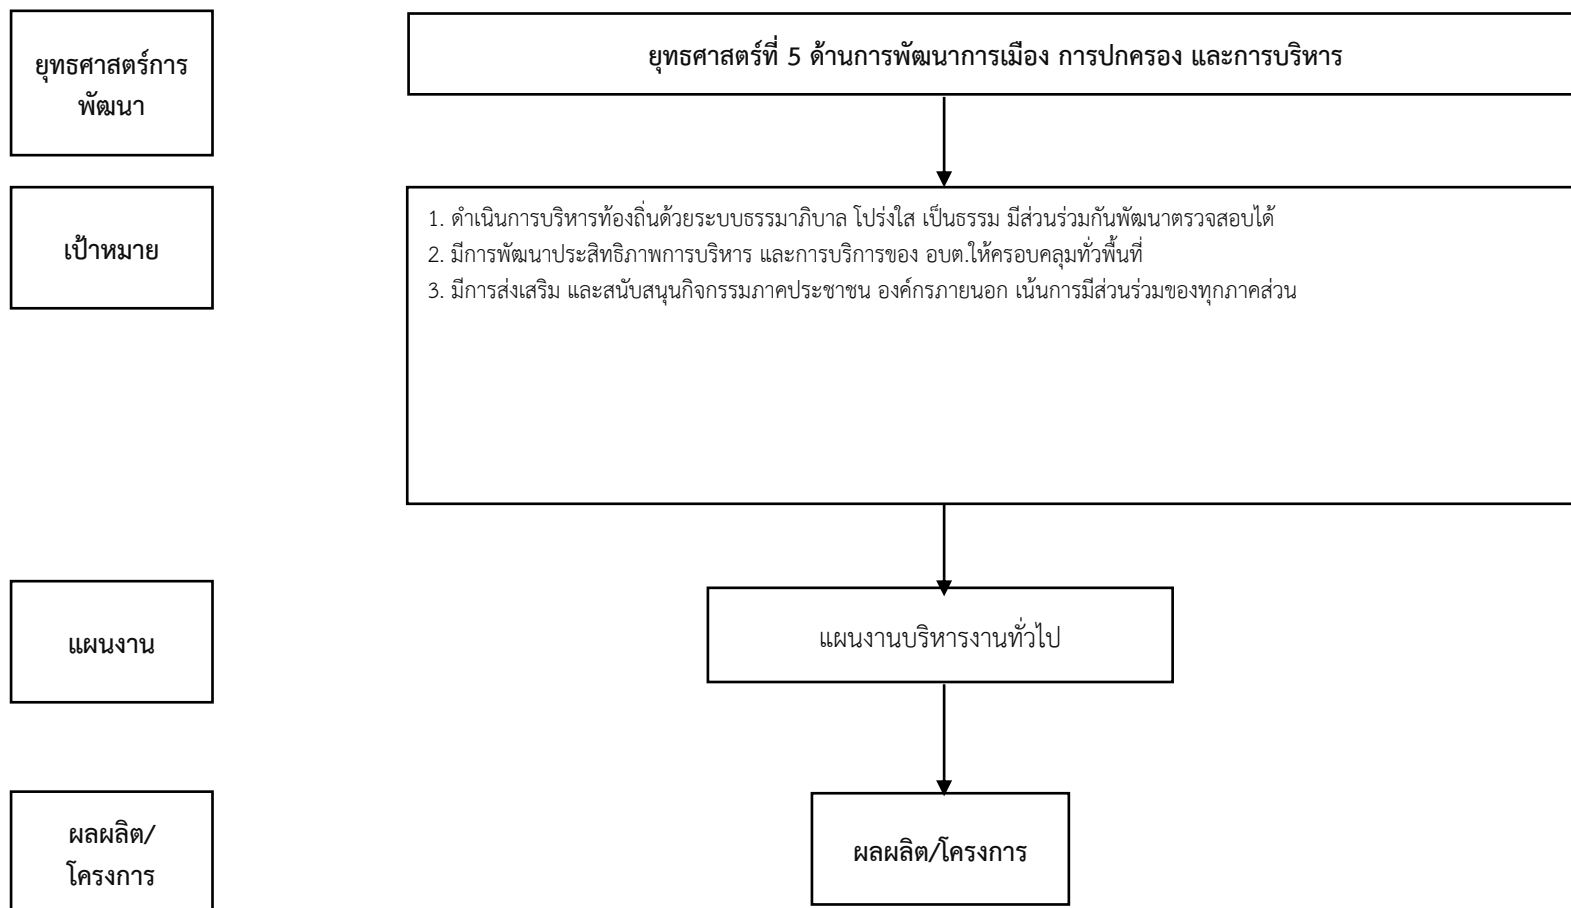 ยุทธศาสตร์การ
พัฒนา
ยุทธศาสตร์ที่ 5 ด้านการพัฒนาการเมือง การปกครอง และการบริหาร
เป้าหมาย
1. ดำเนินการบริหารท้องถิ่นด้วยระบบธรรมาภิบาล โปร่งใส เป็นธรรม มีส่วนร่วมกันพัฒนาตรวจสอบได้
2. มีการพัฒนาประสิทธิภาพการบริหาร และการบริการของ อบต.ให้ครอบคลุมทั่วพื้นที่
3. มีการส่งเสริม และสนับสนุนกิจกรรมภาคประชาชน องค์กรภายนอก เน้นการมีส่วนร่วมของทุกภาคส่วน
แผนงาน
แผนงานบริหารงานทั่วไป
ผลผลิต/
โครงการ
ผลผลิต/โครงการ